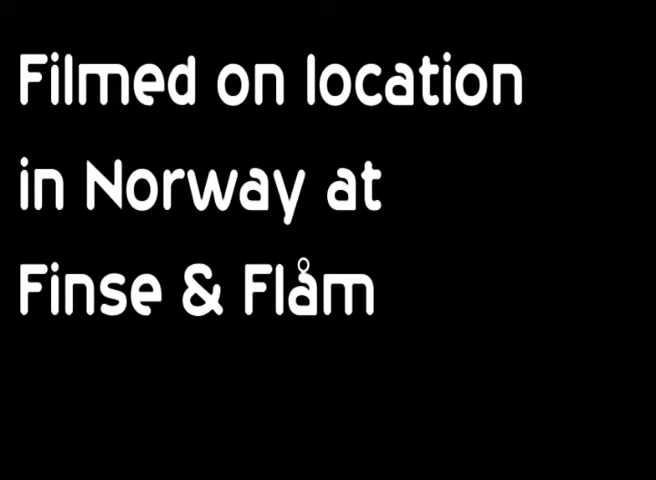 Filmed on location
in Norway at
Finse & Flåm